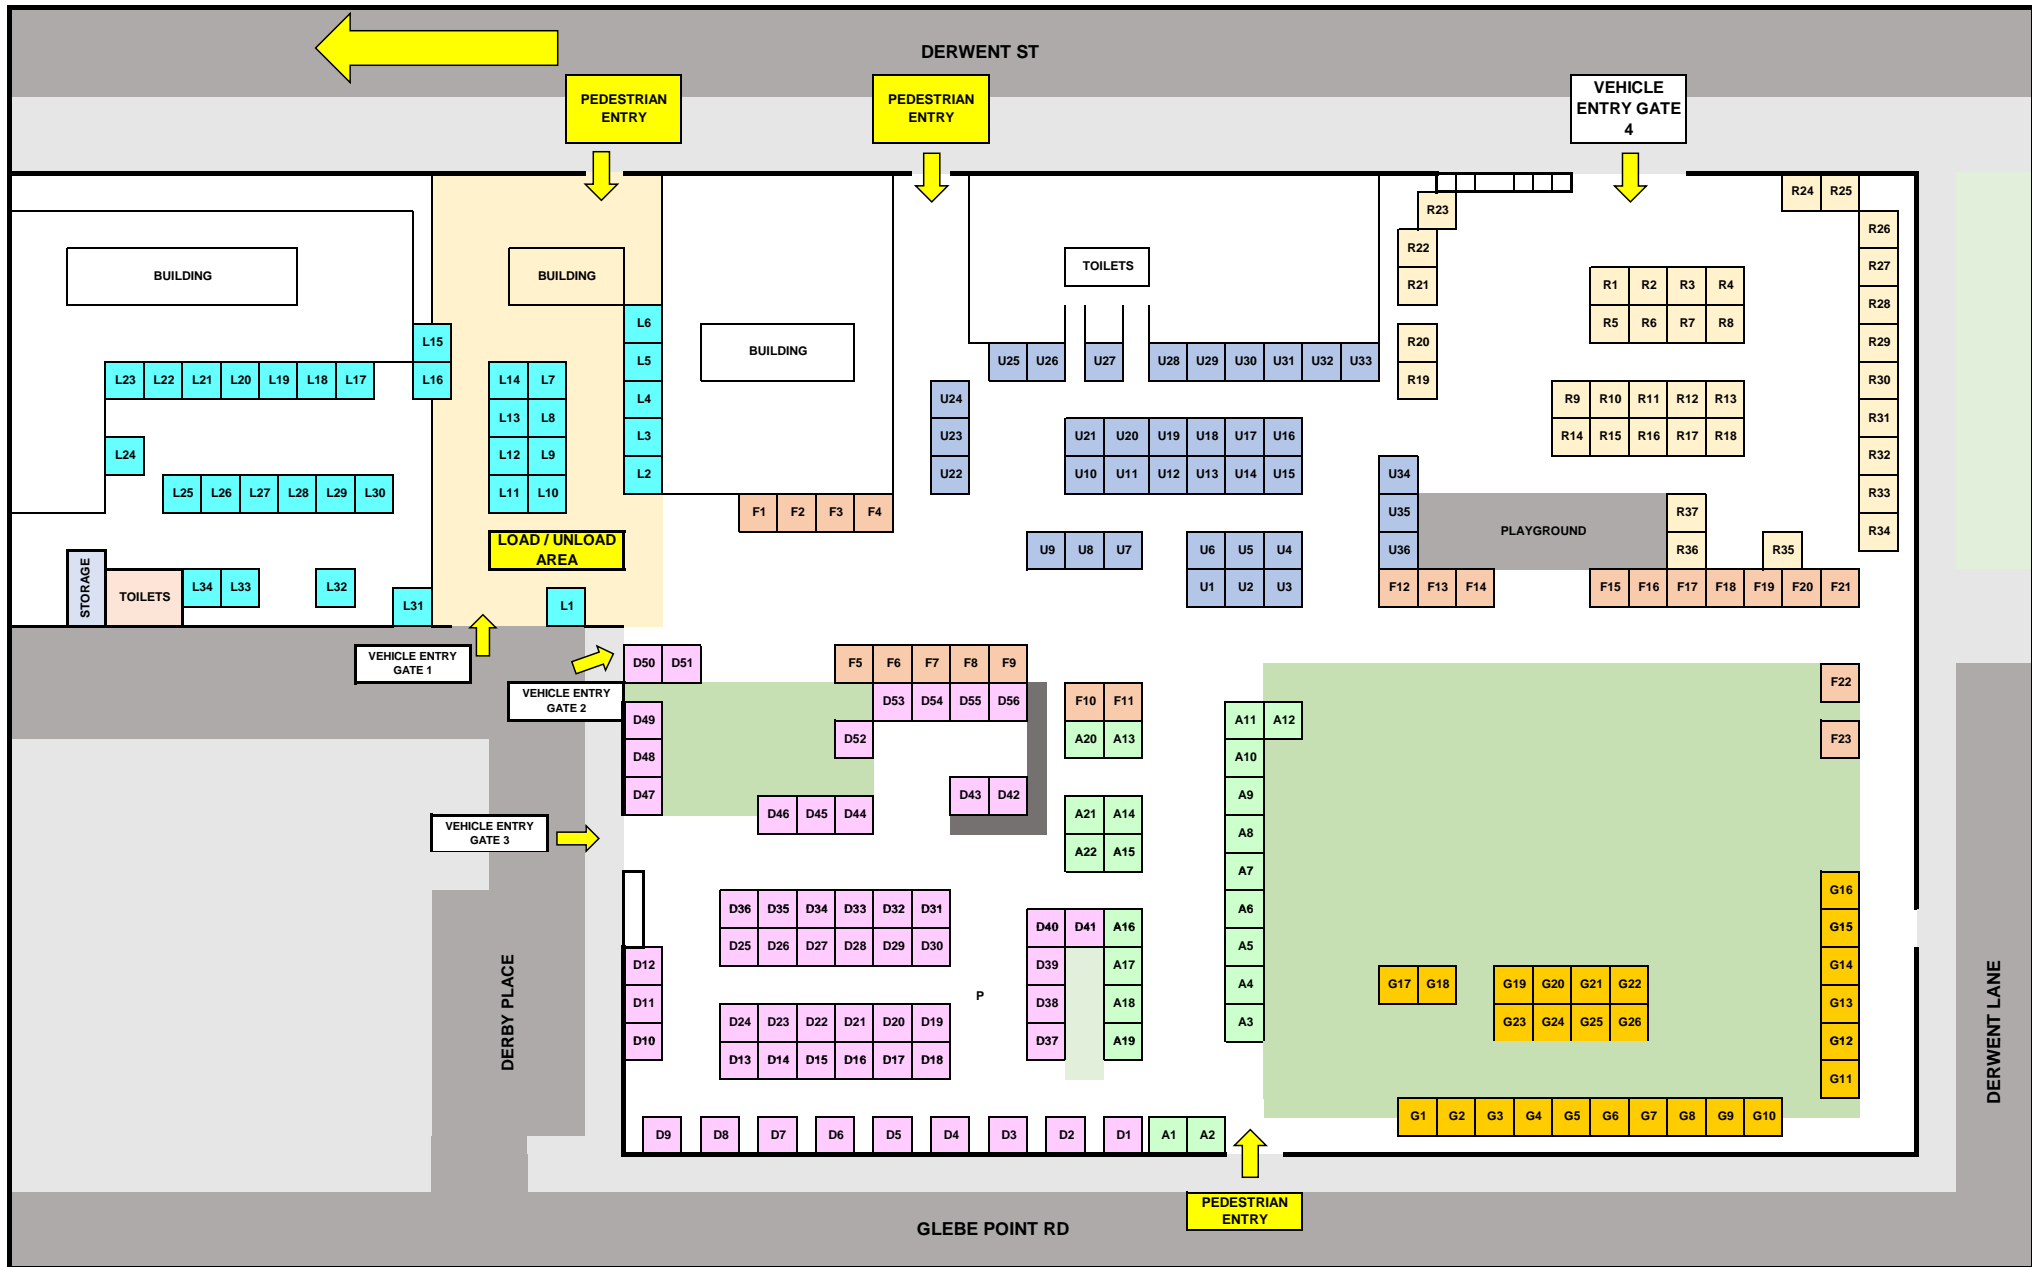 DERWENT ST
PEDESTRIAN
ENTRY
PEDESTRIAN
ENTRY
VEHICLE
ENTRY GATE
4
R24 R25
R23
R26
R22
BUILDING
BUILDING
TOILETS
R27
R21
R1 R2 R3 R4
R28
L6
R5 R6 R7 R8
L15
R20
R29
BUILDING
L5
U25 U26 U27 U28 U29 U30 U31 U32 U33
L23 L22 L21 L20 L19 L18 L17 L16
L14 L7
R19
R30
L4
U24
R9 R10 R11 R12 R13
L13 L8
R31
L3
U23
U21 U20 U19 U18 U17 U16
R14 R15 R16 R17 R18
L24
L12 L9
R32
L2
U22
U10 U11 U12 U13 U14 U15
U34
L25 L26 L27 L28 L29 L30
L11 L10
R33
F1 F2 F3 F4
U35
R37
PLAYGROUND
R34
LOAD / UNLOAD
AREA
U9 U8 U7
U6 U5 U4
U36
R36
R35
STORAGE
TOILETS
L34 L33
L32
L31
L1
U1 U2 U3
F12 F13 F14
F15 F16 F17 F18 F19 F20 F21
VEHICLE ENTRY
GATE 1
D50 D51
F5 F6 F7 F8 F9
F22
VEHICLE ENTRY
GATE 2
D53 D54 D55 D56
F10 F11
D49
A11 A12
D52
A20 A13
F23
D48
A10
D47
D43 D42
A9
D46 D45 D44
A21 A14
VEHICLE ENTRY
GATE 3
A8
A22 A15
A7
G16
D36 D35 D34 D33 D32 D31
A6
D40 D41 A16
G15
D25 D26 D27 D28 D29 D30
A5
D12
D39
A17
G14
A4
G17 G18
G19 G20 G21 G22
P
D11
D38
A18
G13
D24 D23 D22 D21 D20 D19
A3
G23 G24 G25 G26
D10
D37
A19
G12
D13 D14 D15 D16 D17 D18
G11
DERBY PLACE
DERWENT LANE
G1 G2 G3 G4 G5 G6 G7 G8 G9 G10
D9 D8 D7 D6 D5 D4 D3 D2 D1 A1 A2
PEDESTRIAN
ENTRY
GLEBE POINT RD